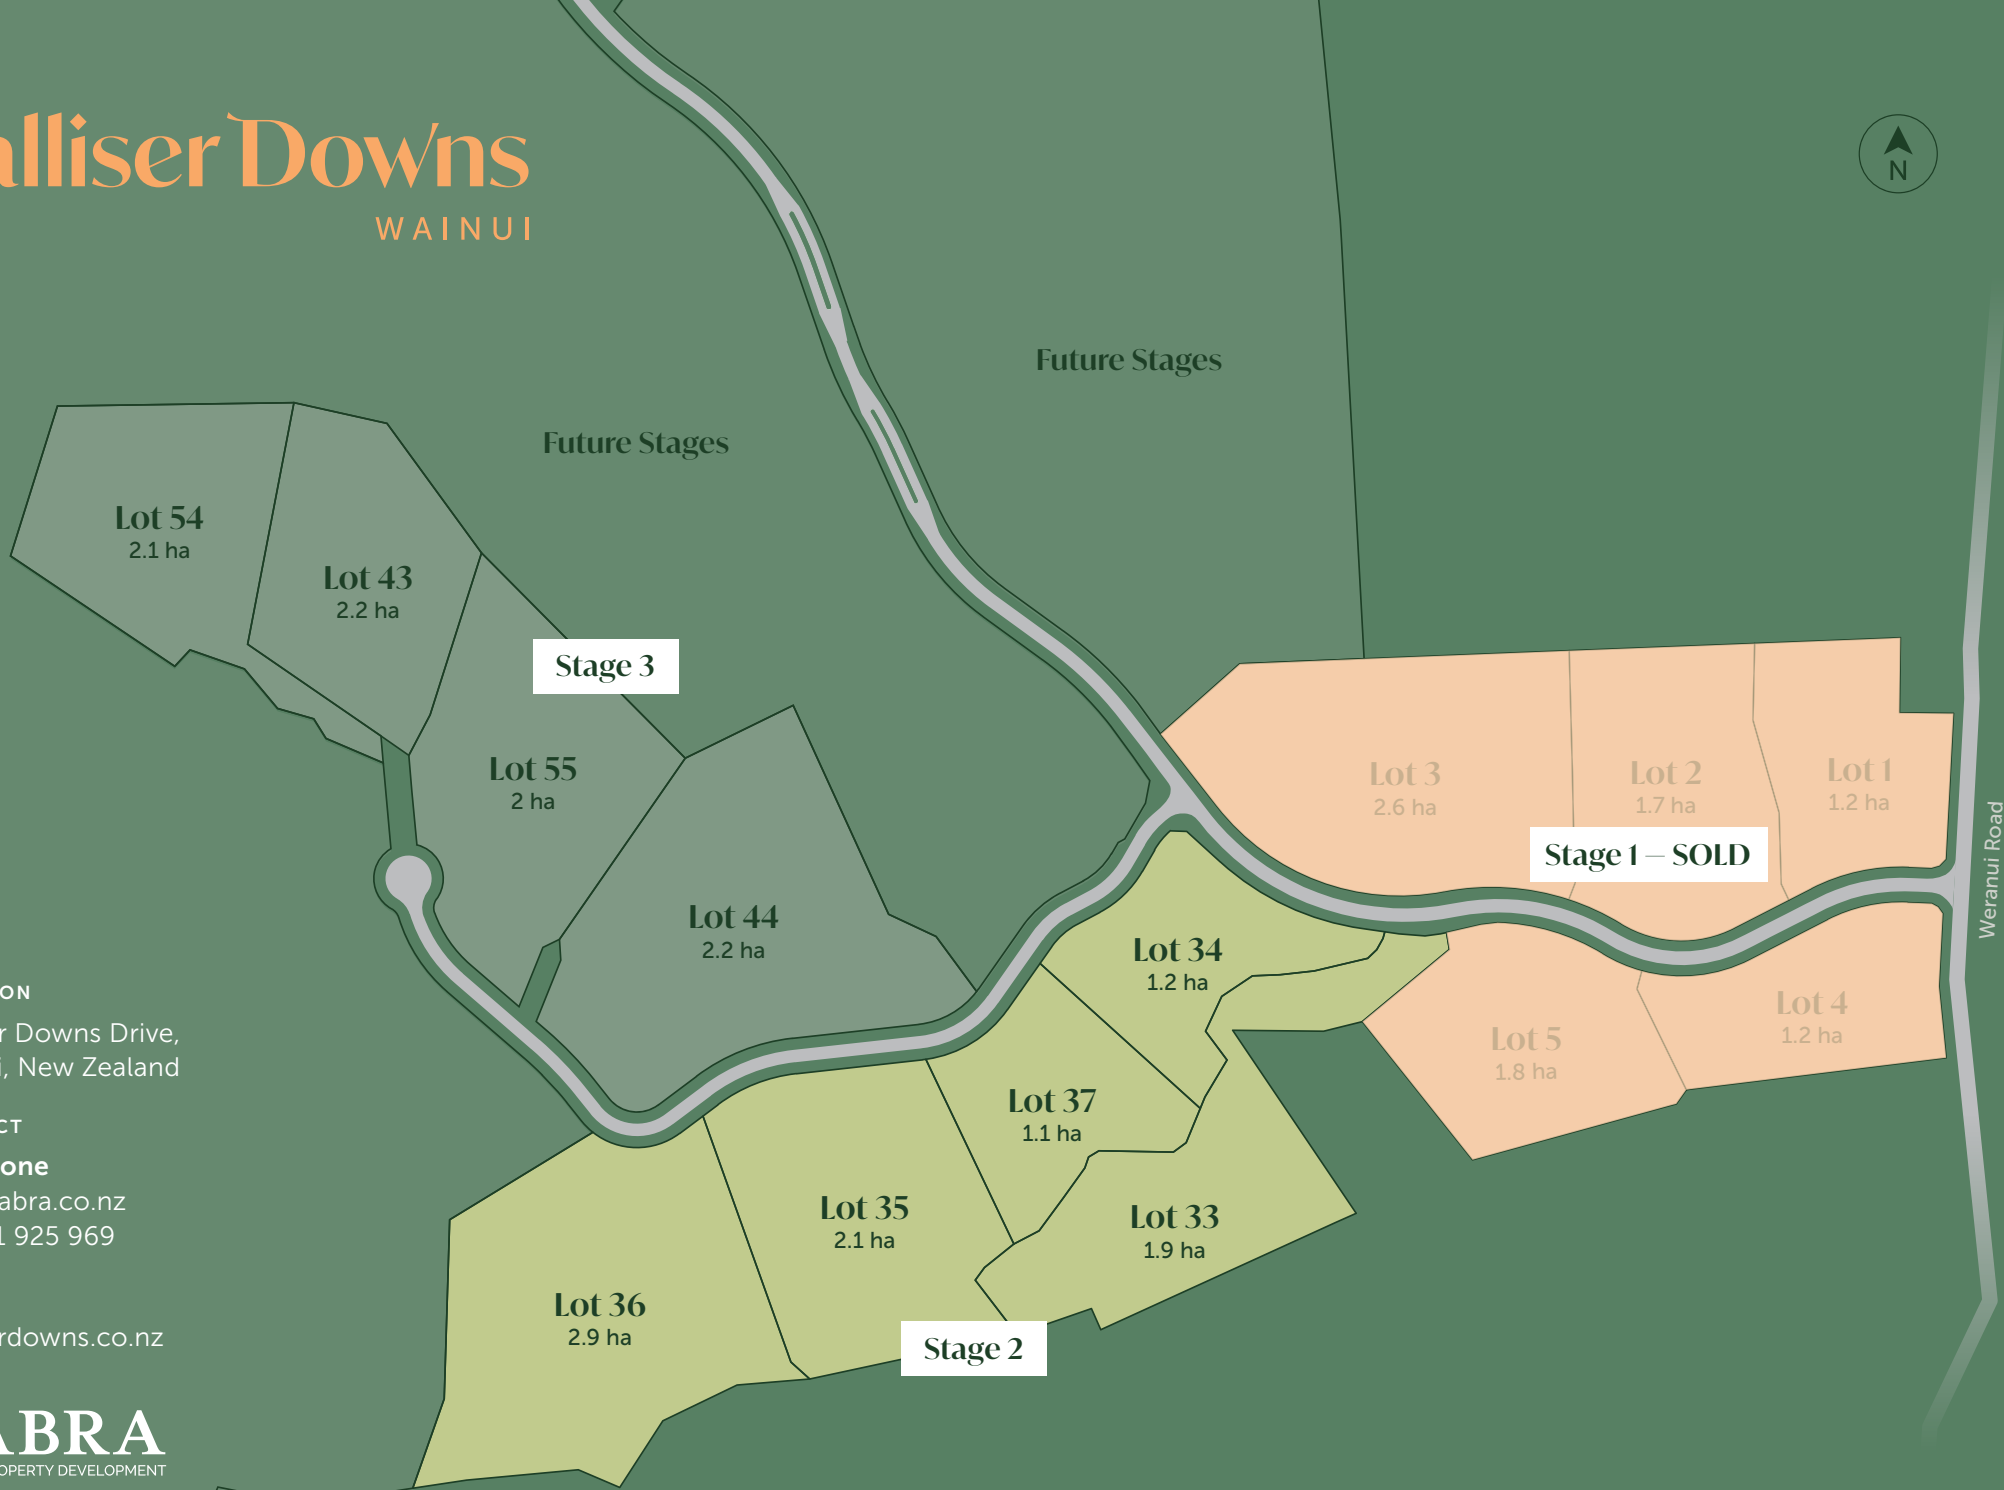 alliser Downs
WAINUI
N
Future Stages
Future Stages
Lot 54
2.1 ha
Lot 43
2.2 ha
Stage 3
Lot 55
2 ha
Lot 44
2.2 ha
Lot 3
2.6 ha
Lot 2
1.7 ha
Lot 1
1.2 ha
Stage 1 – SOLD
Weranui Road
Lot 34
1.2 ha
Lot 5
1.8 ha
Lot 4
1.2 ha
Lot 37
1.1 ha
Lot 35
2.1 ha
Lot 33
1.9 ha
Lot 36
2.9 ha
Stage 2
ON
r Downs Drive,
i, New Zealand
CT
one
abra.co.nz
1 925 969
rdowns.co.nz
ABRA
OPERTY DEVELOPMENT